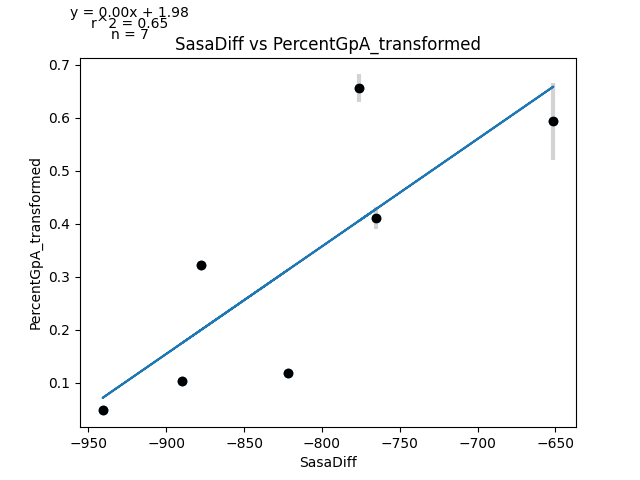 y = 0.00x + 1.98
r^2 = 0.65
n = 7
SasaDiff vs PercentGpA_transformed
PercentGpA_transformed
0.7
0.6
0.5
0.4
0.3
0.2
0.1
−950 −900 −850 −800 −750 −700 −650
SasaDiff